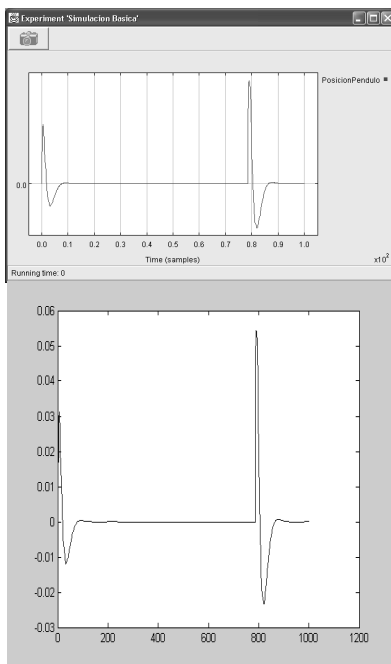 Experiment 'Simulacion Basica'
PosicionPendulo
0.0
0.0 0.1 0.2 0.3 0.4 0.5 0.6 0.7 0.8 0.9 1.0
Time (samples) x10²
Running time: 0
0.06
0.05
0.04
0.03
0.02
0.01
0
-0.01
-0.02
-0.03
0 200 400 600 800 1000 1200